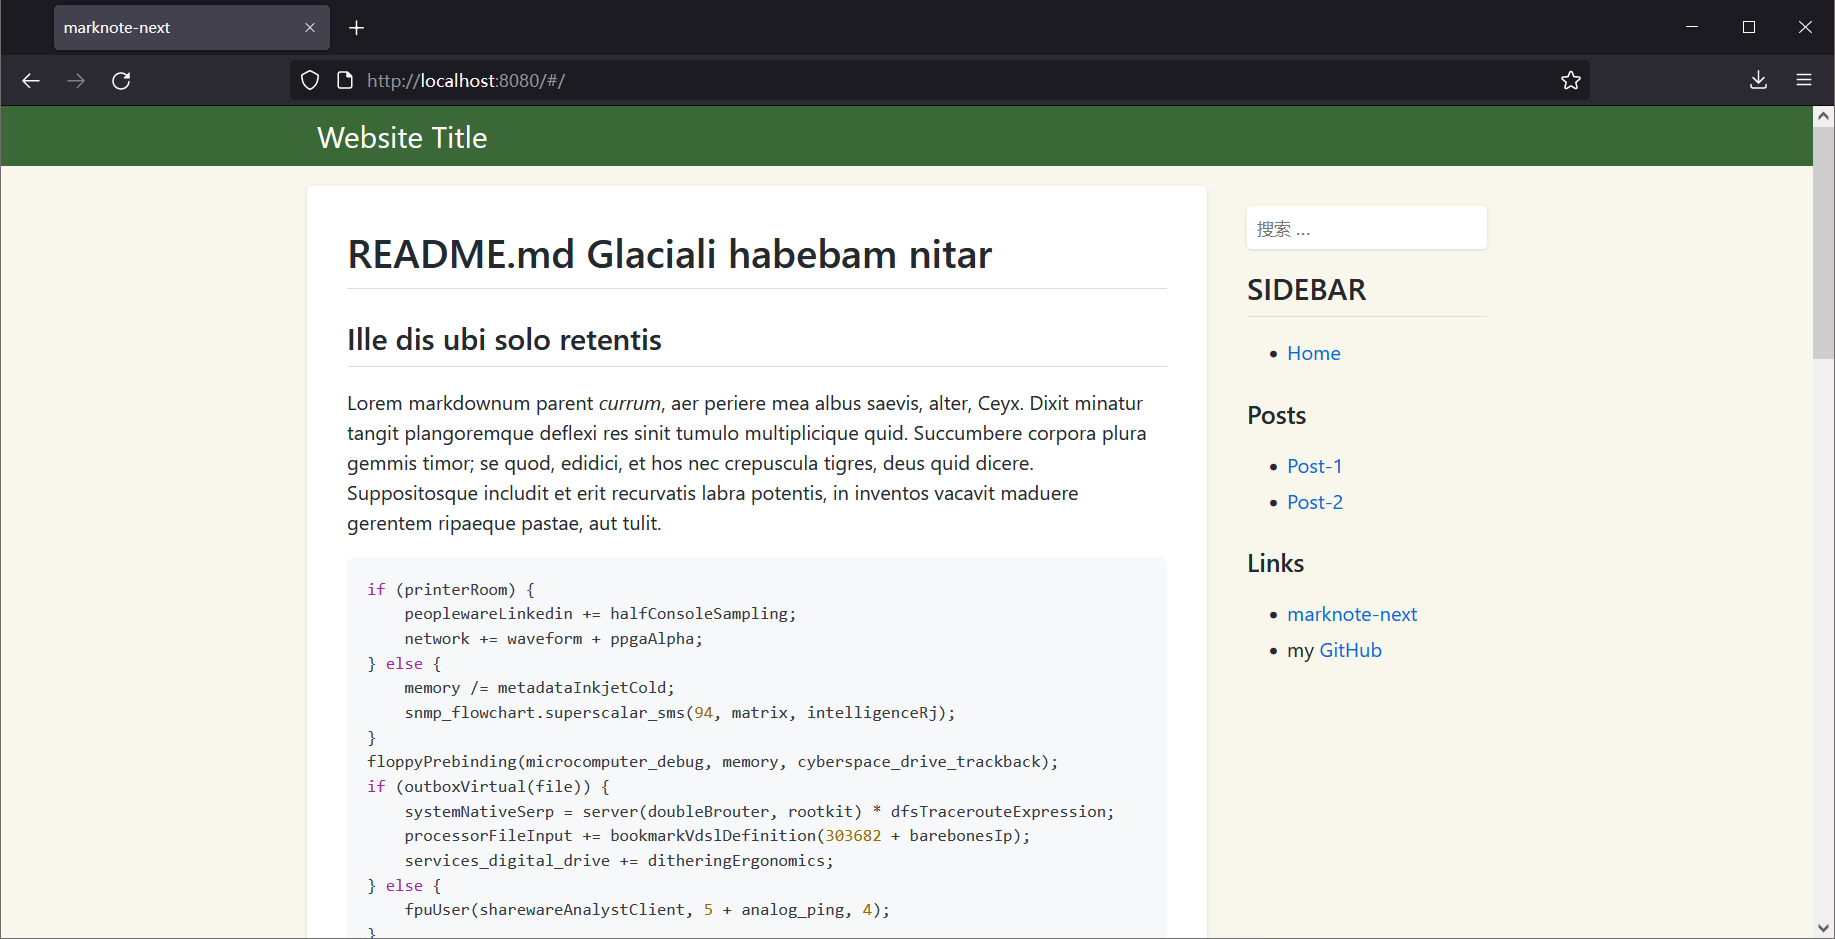 marknote-next
http://localhost:8080/#/
Website Title
README.md Glaciali habebam nitar
Ille dis ubi solo retentis
Lorem markdownum parent currum, aer periere mea albus saevis, alter, Ceyx. Dixit minatur
tangit plangoremque deflexi res sinit tumulo multiplicique quid. Succumbere corpora plura
gemmis timor; se quod, edidici, et hos nec crepuscula tigres, deus quid dicere.
Suppositosque includit et erit recurvatis labra potentis, in inventos vacavit maduere
gerentem ripaeque pastae, aut tulit.
if (printerRoom) {
    peoplewareLinkedin += halfConsoleSampling;
    network += waveform + ppgaAlpha;
} else {
    memory /= metadataInkjetCold;
    snmp_flowchart.superscalar_sms(94, matrix, intelligenceRj);
}
floppyPrebinding(microcomputer_debug, memory, cyberspace_drive_trackback);
if (outboxVirtual(file)) {
    systemNativeSerp = server(doubleBrouter, rootkit) * dfsTracerouteExpression;
    processorFileInput += bookmarkVdslDefinition(303682 + barebonesIp);
    services_digital_drive += ditheringErgonomics;
} else {
    fpuUser(sharewareAnalystClient, 5 + analog_ping, 4);
}
搜索 ...
SIDEBAR
• Home
Posts
• Post-1
• Post-2
Links
• marknote-next
• my GitHub